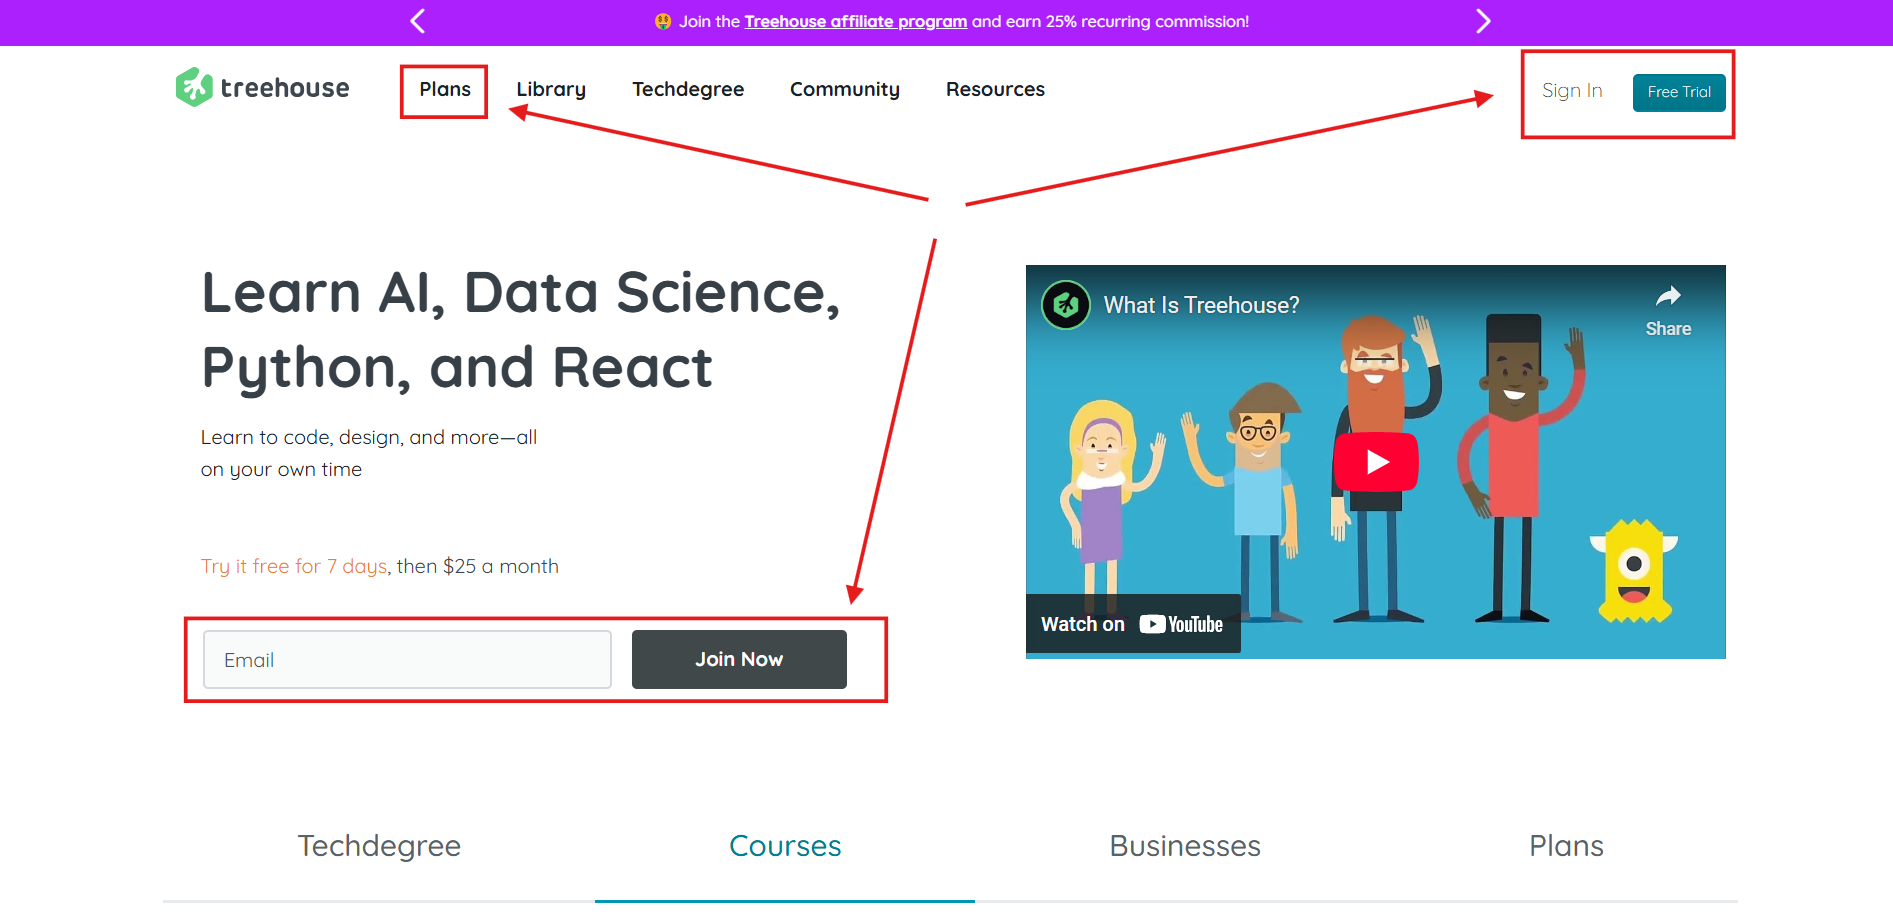 🤑 Join the Treehouse affiliate program and earn 25% recurring commission!
treehouse
Plans
Library
Techdegree
Community
Resources
Sign In
Free Trial
Learn AI, Data Science,
Python, and React
Learn to code, design, and more—all
on your own time
Try it free for 7 days, then $25 a month
Email
Join Now
What Is Treehouse?
Share
Watch on YouTube
Techdegree
Courses
Businesses
Plans